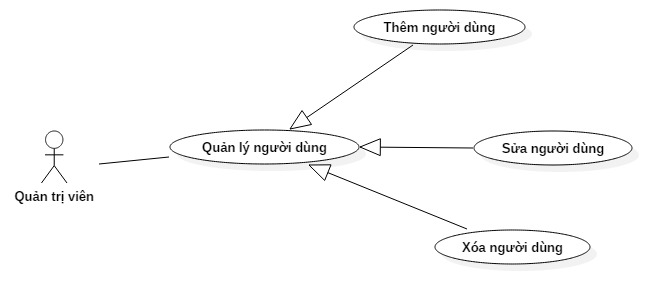 Thêm người dùng
Quản lý người dùng
Sửa người dùng
Quản trị viên
Xóa người dùng